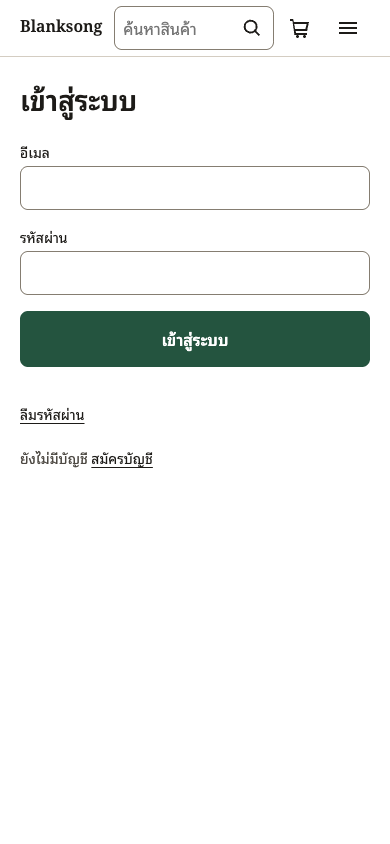 Blanksong
ค้นหาสินค้า
เข้าสู่ระบบ
อีเมล
รหัสผ่าน
เข้าสู่ระบบ
ลืมรหัสผ่าน
ยังไม่มีบัญชี สมัครบัญชี